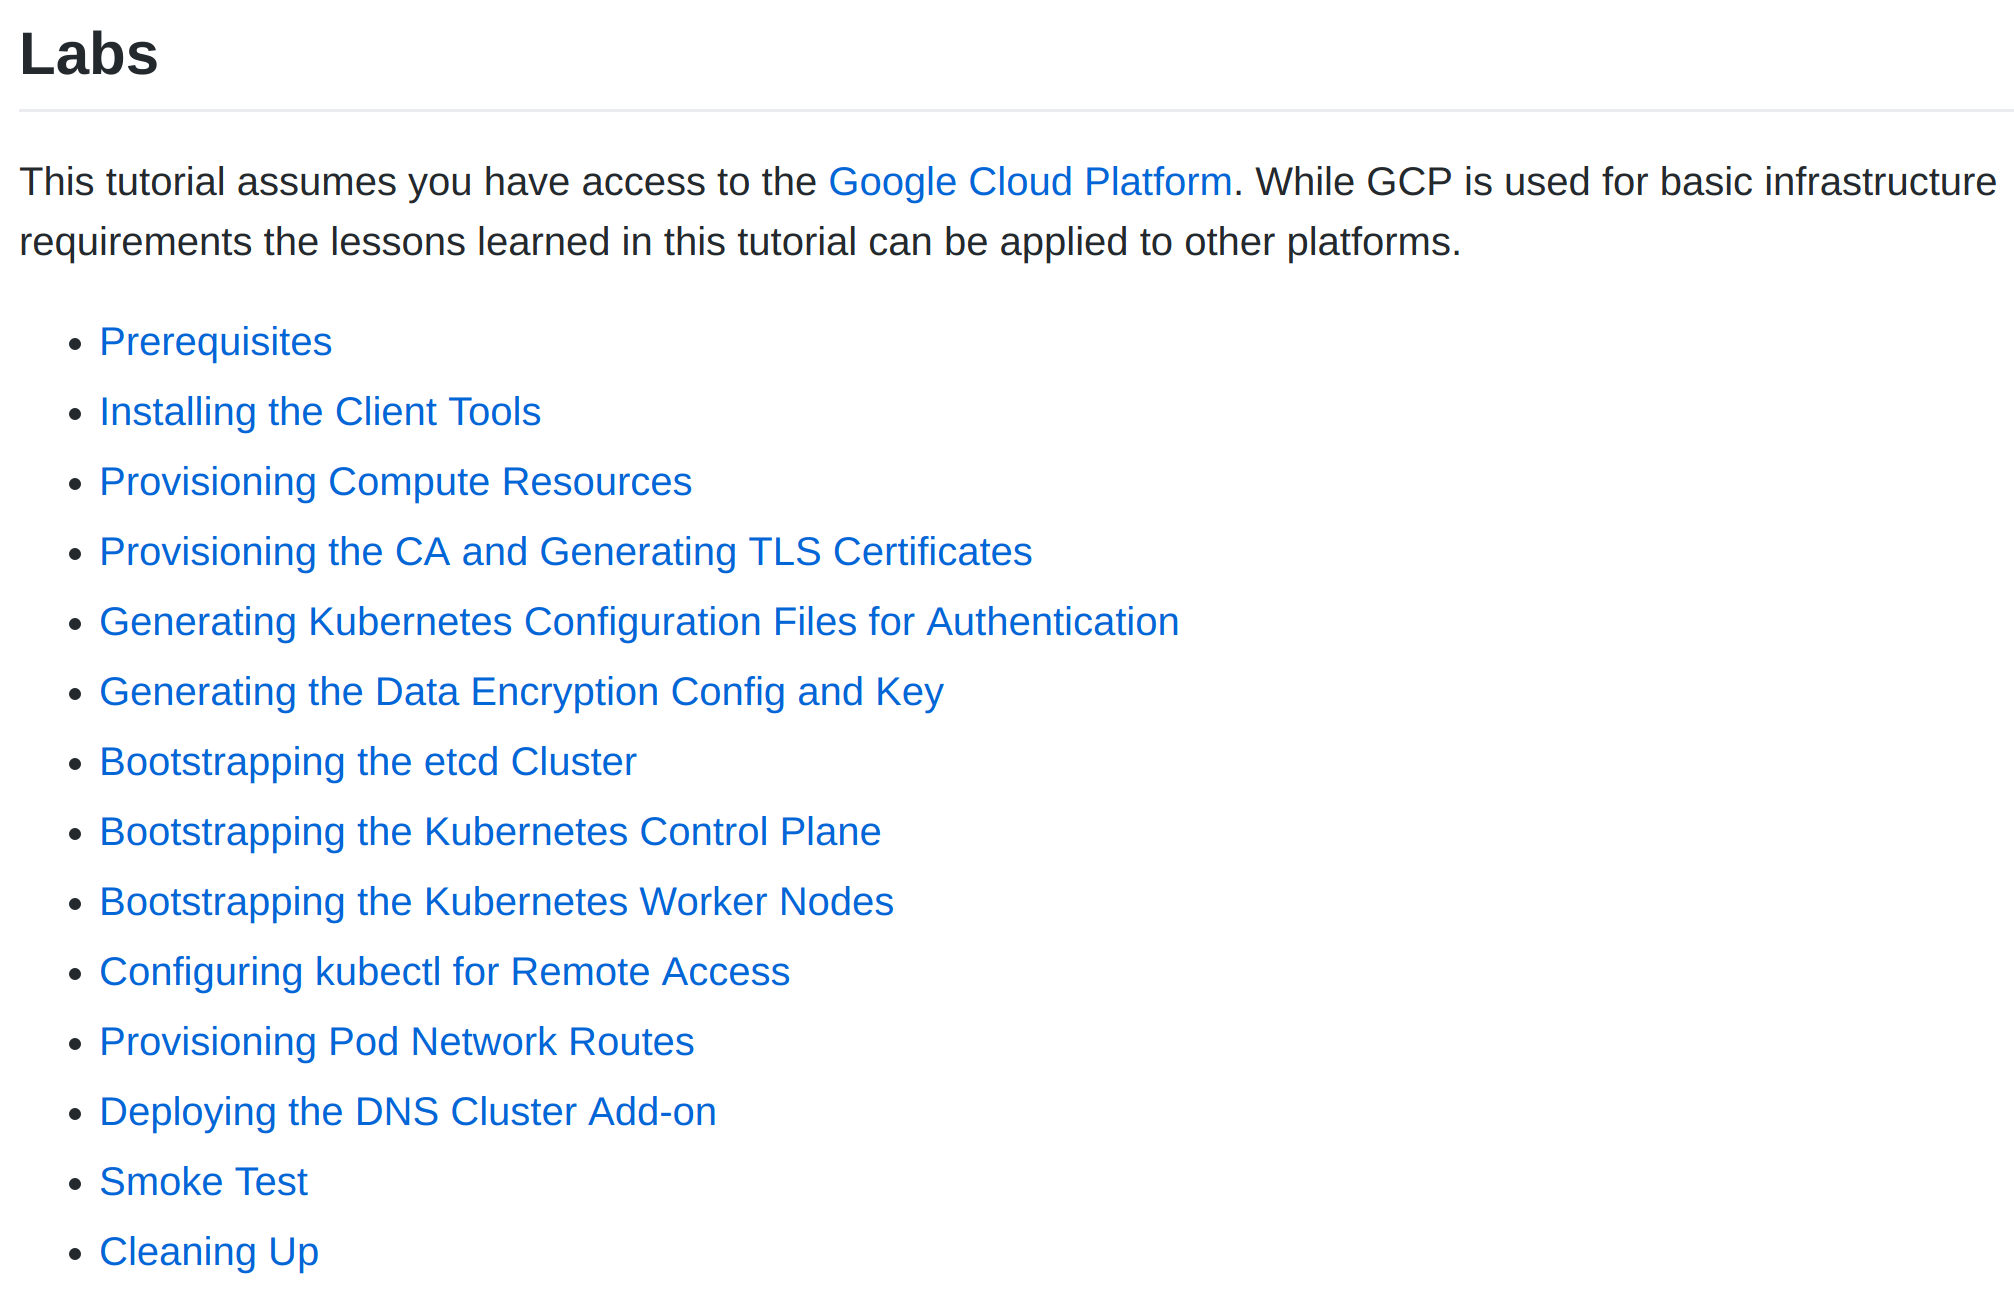 Labs
This tutorial assumes you have access to the Google Cloud Platform. While GCP is used for basic infrastructure
requirements the lessons learned in this tutorial can be applied to other platforms.
Prerequisites
Installing the Client Tools
Provisioning Compute Resources
Provisioning the CA and Generating TLS Certificates
Generating Kubernetes Configuration Files for Authentication
Generating the Data Encryption Config and Key
Bootstrapping the etcd Cluster
Bootstrapping the Kubernetes Control Plane
Bootstrapping the Kubernetes Worker Nodes
Configuring kubectl for Remote Access
Provisioning Pod Network Routes
Deploying the DNS Cluster Add-on
Smoke Test
Cleaning Up